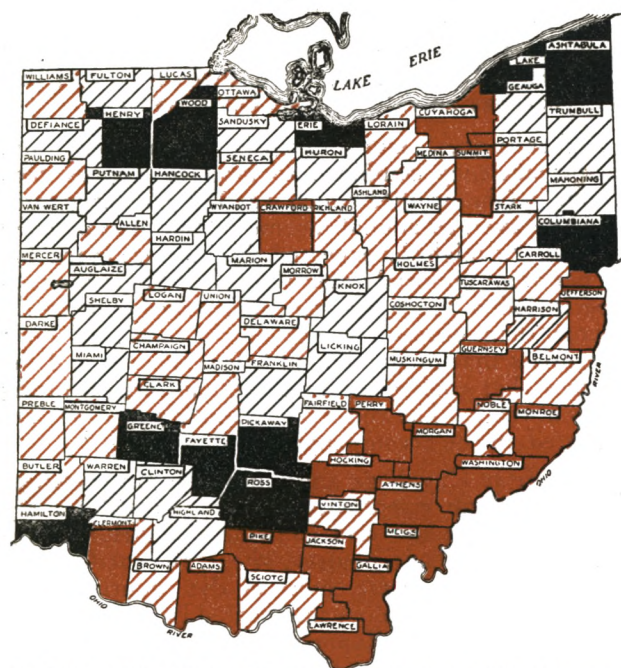 LAKE ERIE
ASHTABULA
LAKE
GEAUGA
WILLIAMS
FULTON
LUCAS
OTTAWA
WOOD
CUYAHOGA
TRUMBULL
HENRY
SANDUSKY
ERIE
LORAIN
DEFIANCE
PORTAGE
PAULDING
SENECA
HURON
MEDINA
SUMMIT
PUTNAM
HANCOCK
MAHONING
ASHLAND
VAN WERT
WYANDOT
CRAWFORD
RICHLAND
WAYNE
STARK
COLUMBIANA
ALLEN
HARDIN
MERCER
MARION
HOLMES
CARROLL
AUGLAIZE
MORROW
KNOX
TUSCARAWAS
JEFFERSON
SHELBY
LOGAN
UNION
COSHOCTON
HARRISON
DARKE
DELAWARE
CHAMPAIGN
LICKING
GUERNSEY
MIAMI
MADISON
FRANKLIN
MUSKINGUM
BELMONT
CLARK
RIVER
PREBLE
MONTGOMERY
FAIRFIELD
PERRY
NOBLE
MONROE
GREENE
DICKAWAY
FAYETTE
MORGAN
BUTLER
WARREN
CLINTON
HOCKING
WASHINGTON
ROSS
ATHENS
OHIO
HAMILTON
HIGHLAND
VINTON
CLERMONT
PIKE
JACKSON
MEIGS
BROWN
ADAMS
SCIOTO
GALLIA
OHIO
LAWRENCE
RIVER